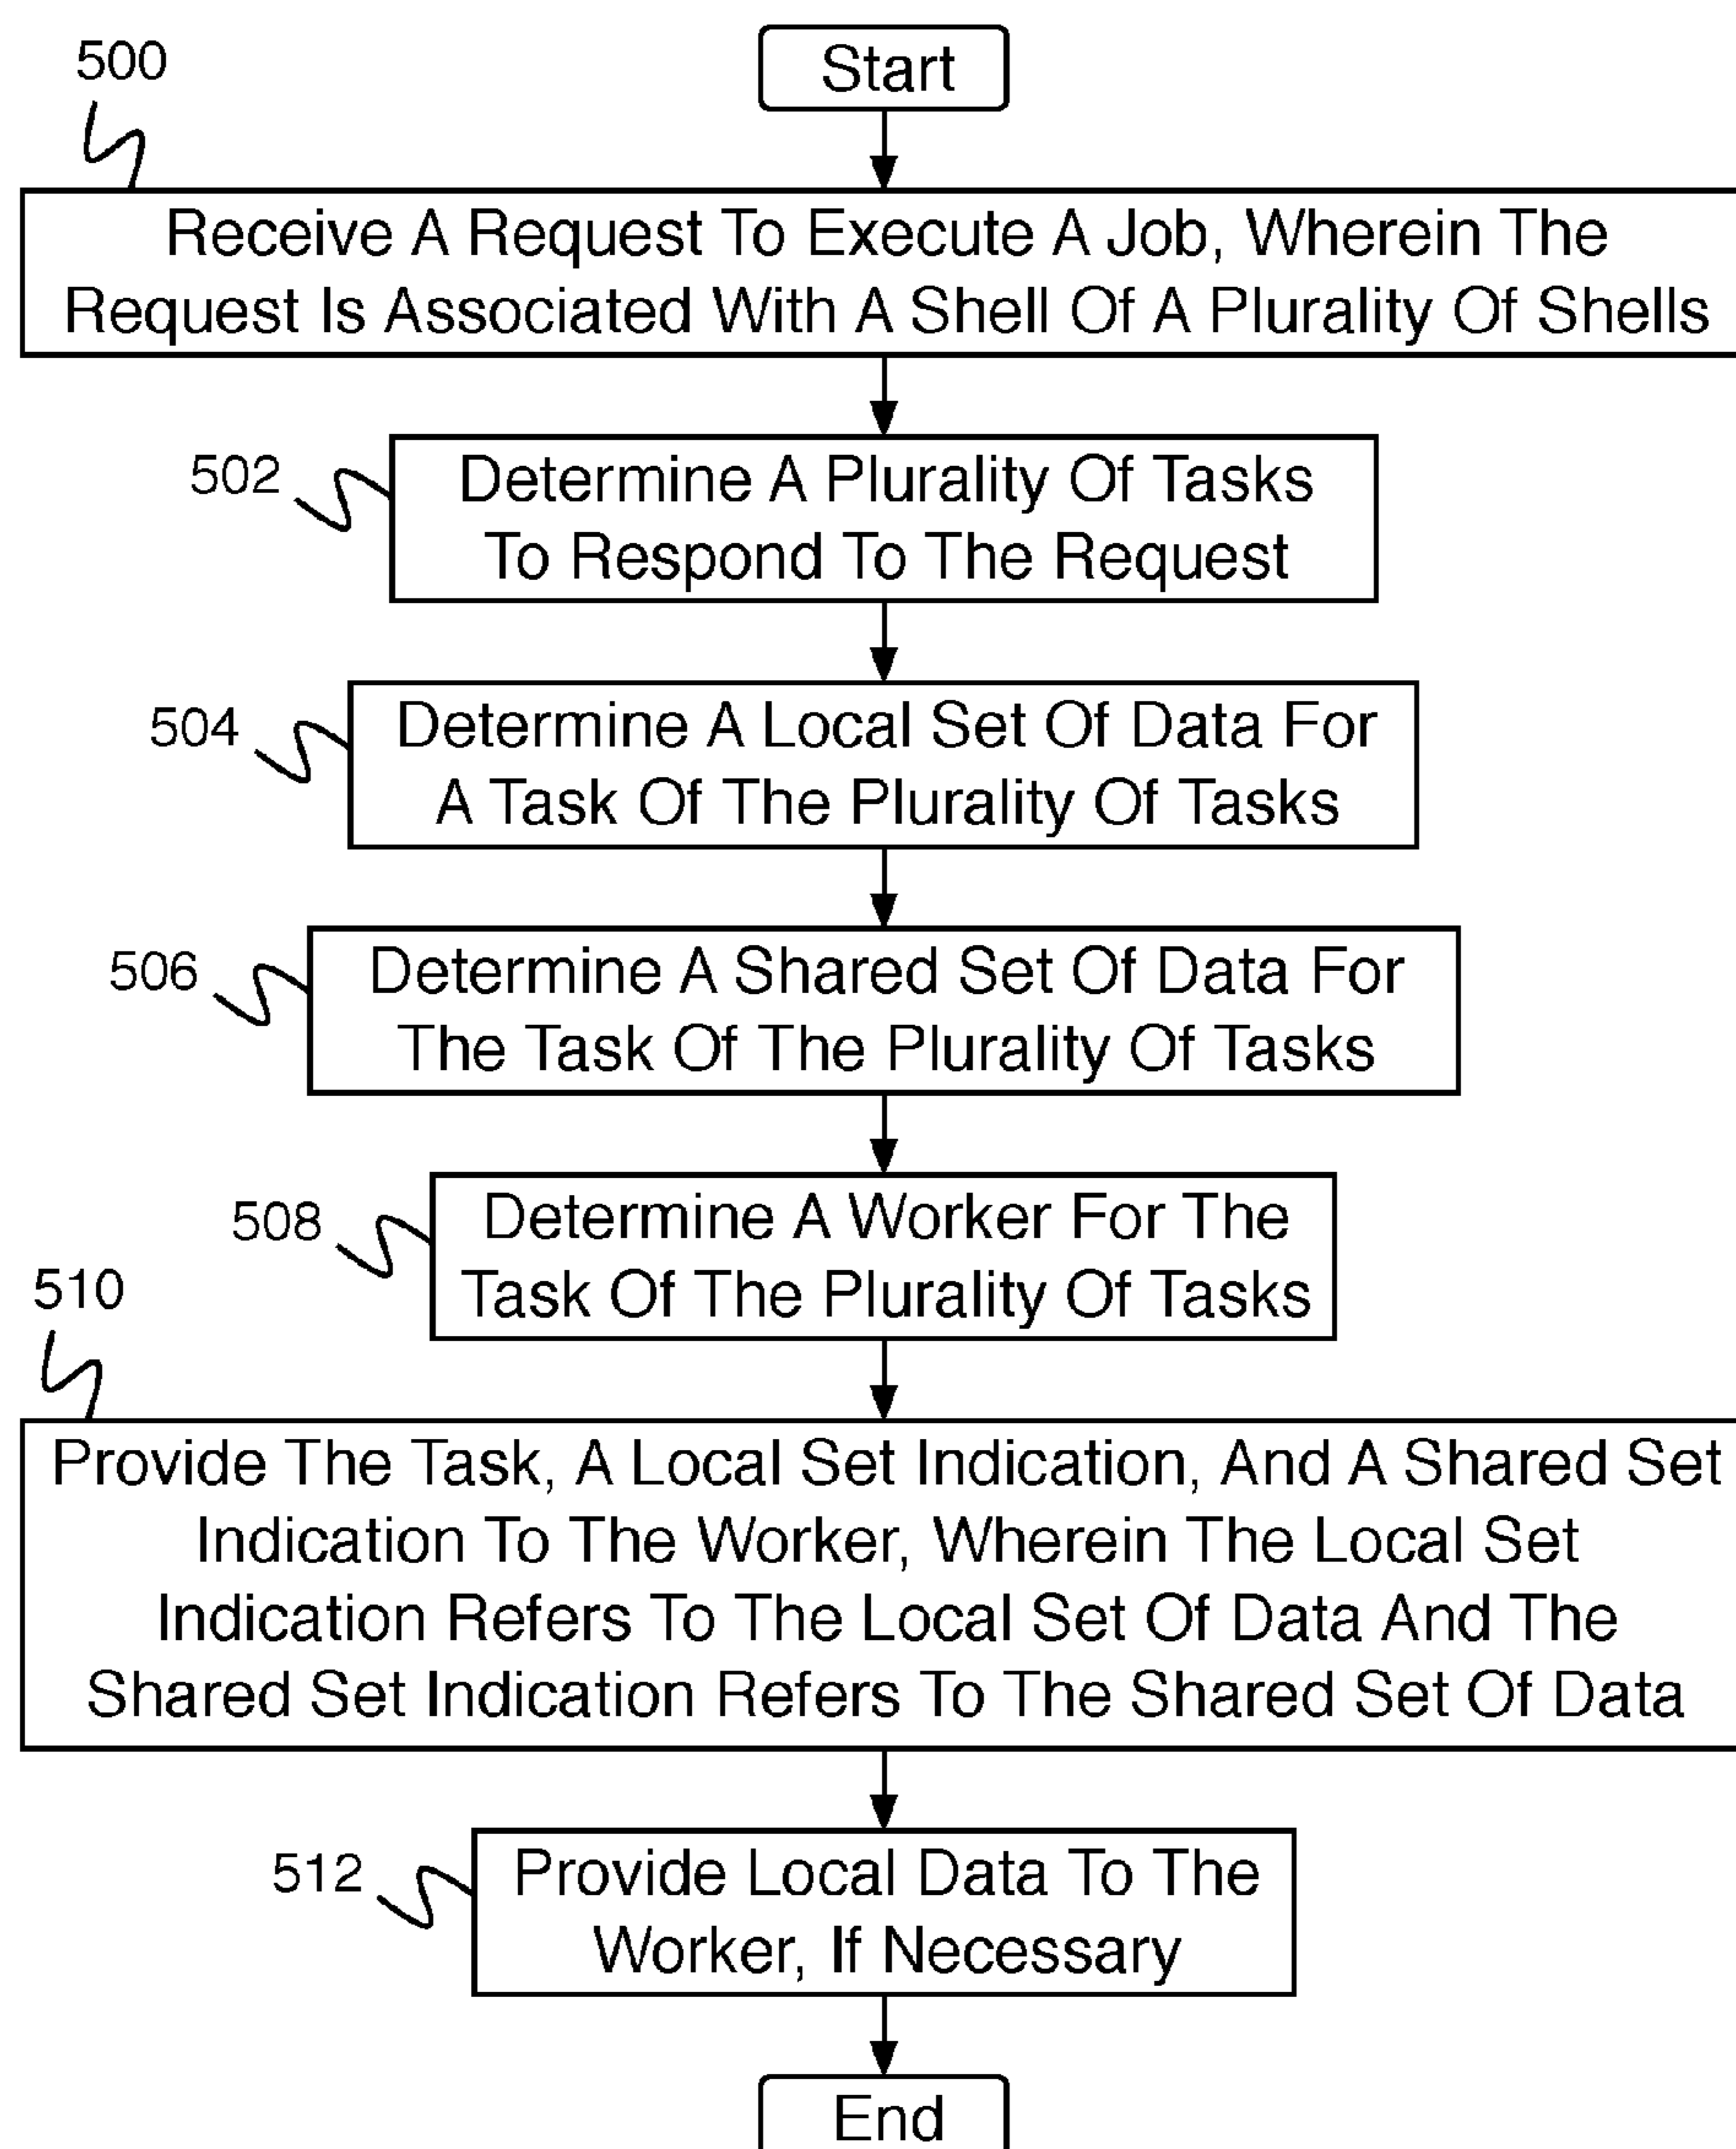 Start
500
Receive A Request To Execute A Job, Wherein The
Request Is Associated With A Shell Of A Plurality Of Shells
502
Determine A Plurality Of Tasks
To Respond To The Request
504
Determine A Local Set Of Data For
A Task Of The Plurality Of Tasks
506
Determine A Shared Set Of Data For
The Task Of The Plurality Of Tasks
508
Determine A Worker For The
Task Of The Plurality Of Tasks
510
Provide The Task, A Local Set Indication, And A Shared Set
Indication To The Worker, Wherein The Local Set
Indication Refers To The Local Set Of Data And The
Shared Set Indication Refers To The Shared Set Of Data
512
Provide Local Data To The
Worker, If Necessary
End